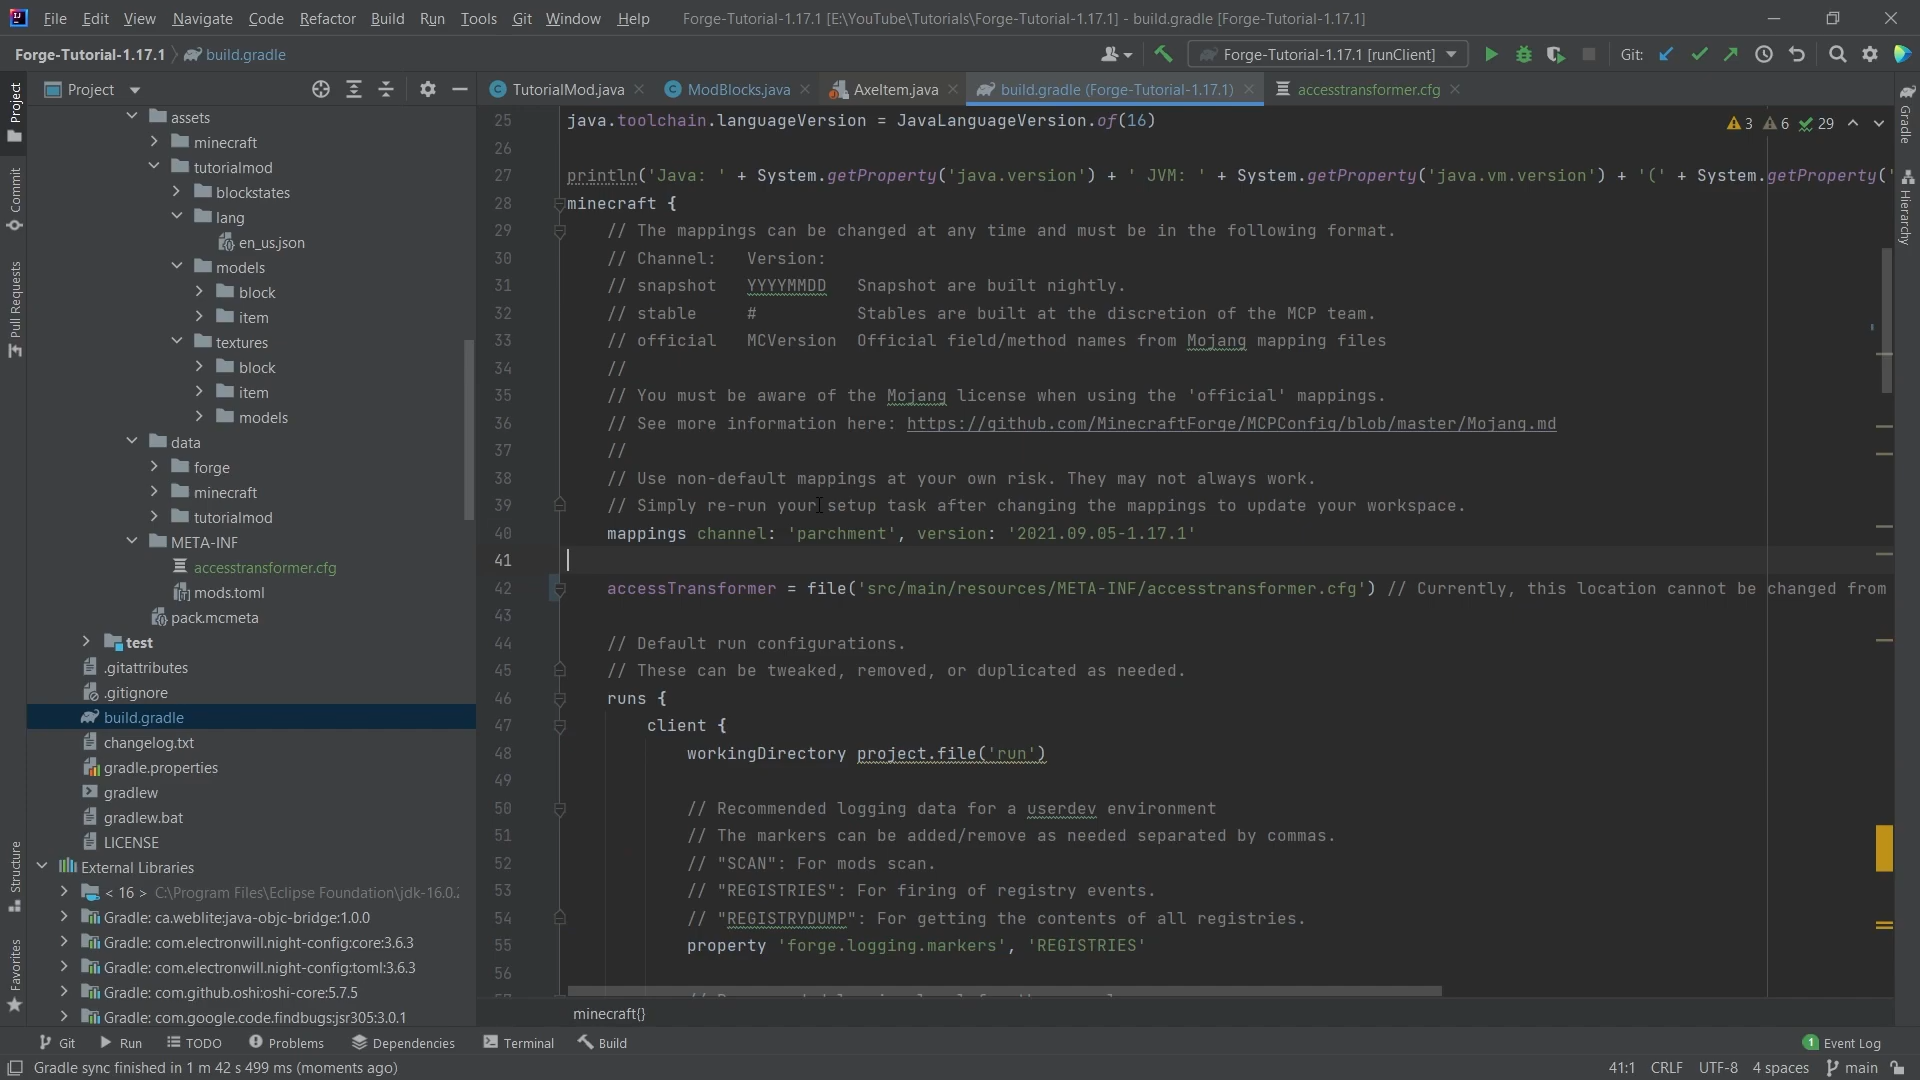 File Edit View Navigate Code Refactor Build Run Tools Git Window Help Forge-Tutorial-1.17.1 [E:\YouTube\Tutorials\Forge-Tutorial-1.17.1] - build.gradle [Forge-Tutorial-1.17.1]
Forge-Tutorial-1.17.1 build.gradle Forge-Tutorial-1.17.1 [runClient] Git:
Project TutorialMod.java ModBlocks.java AxeItem.java build.gradle (Forge-Tutorial-1.17.1) accesstransformer.cfg
Project
Commit
Pull Requests
Structure
Favorites
assets
minecraft
tutorialmod
blockstates
lang
en_us.json
models
block
item
textures
block
item
models
data
forge
minecraft
tutorialmod
META-INF
accesstransformer.cfg
mods.toml
pack.mcmeta
test
.gitattributes
.gitignore
build.gradle
changelog.txt
gradle.properties
gradlew
gradlew.bat
LICENSE
External Libraries
< 16 > C:\Program Files\Eclipse Foundation\jdk-16.0.
Gradle: ca.weblite:java-objc-bridge:1.0.0
Gradle: com.electronwill.night-config:core:3.6.3
Gradle: com.electronwill.night-config:toml:3.6.3
Gradle: com.github.oshi:oshi-core:5.7.5
Gradle: com.google.code.findbugs:jsr305:3.0.1
25 java.toolchain.languageVersion = JavaLanguageVersion.of(16)
26
27 println('Java: ' + System.getProperty('java.version') + ' JVM: ' + System.getProperty('java.vm.version') + '(' + System.getProperty('
28 minecraft {
29 // The mappings can be changed at any time and must be in the following format.
30 // Channel: Version:
31 // snapshot YYYYMMDD Snapshot are built nightly.
32 // stable # Stables are built at the discretion of the MCP team.
33 // official MCVersion Official field/method names from Mojang mapping files
34 //
35 // You must be aware of the Mojang license when using the 'official' mappings.
36 // See more information here: https://github.com/MinecraftForge/MCPConfig/blob/master/Mojang.md
37 //
38 // Use non-default mappings at your own risk. They may not always work.
39 // Simply re-run your setup task after changing the mappings to update your workspace.
40 mappings channel: 'parchment', version: '2021.09.05-1.17.1'
41
42 accessTransformer = file('src/main/resources/META-INF/accesstransformer.cfg') // Currently, this location cannot be changed from
43
44 // Default run configurations.
45 // These can be tweaked, removed, or duplicated as needed.
46 runs {
47 client {
48 workingDirectory project.file('run')
49
50 // Recommended logging data for a userdev environment
51 // The markers can be added/remove as needed separated by commas.
52 // "SCAN": For mods scan.
53 // "REGISTRIES": For firing of registry events.
54 // "REGISTRYDUMP": For getting the contents of all registries.
55 property 'forge.logging.markers', 'REGISTRIES'
56
3 6 29
Gradle
Hierarchy
minecraft{}
Git Run TODO Problems Dependencies Terminal Build 1 Event Log
Gradle sync finished in 1 m 42 s 499 ms (moments ago) 41:1 CRLF UTF-8 4 spaces main